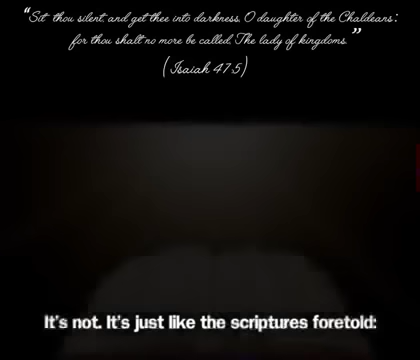 “Sit thou silent, and get thee into darkness, O daughter of the Chaldeans:
for thou shalt no more be called, The lady of kingdoms.”
(Isaiah 47:5)
It's not. It's just like the scriptures foretold: